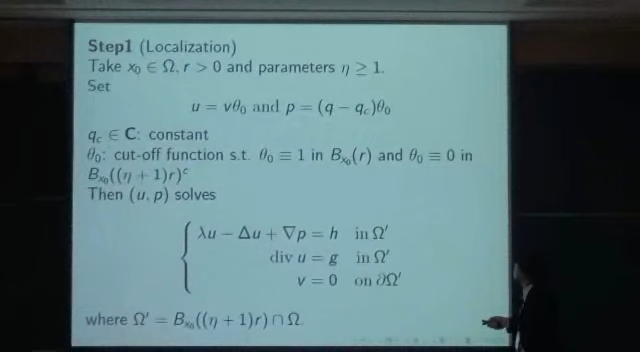 Step1 (Localization)
Take x₀ ∈ Ω, r > 0 and parameters η ≥ 1.
Set
u = vθ₀ and p = (q − q_c)θ₀
q_c ∈ C: constant
θ₀: cut-off function s.t. θ₀ ≡ 1 in B_{x₀}(r) and θ₀ ≡ 0 in
B_{x₀}((η + 1)r)^c
Then (u, p) solves
λu − Δu + ∇p = h in Ω′
div u = g in Ω′
v = 0 on ∂Ω′
where Ω′ = B_{x₀}((η + 1)r) ∩ Ω.